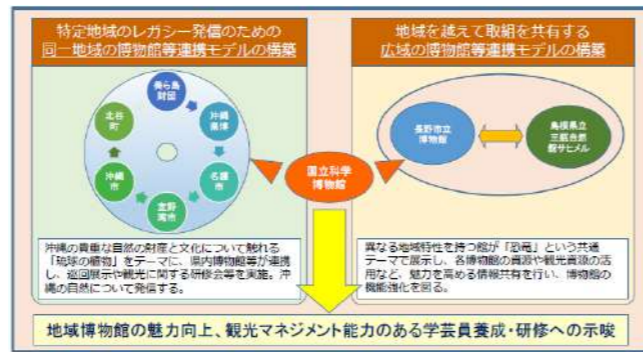 特定地域のレガシー発信のための
同一地域の博物館等連携モデルの構築
美ら島
財団
沖縄
県博
名護
市
宜野
湾市
沖縄
市
北谷
町
沖縄の貴重な自然の財産と文化について触れる
「琉球の植物」をテーマに、県内博物館等が連携
し、巡回展示や観光に関する研修会等を実施。沖
縄の自然について発信する。
国立科学
博物館
地域を越えて取組を共有する
広域の博物館等連携モデルの構築
長野市立
博物館
島根県立
三瓶自然
館サヒメル
異なる地域特性を持つ館が「恐竜」という共通
テーマで展示し、各博物館の資源や観光資源の活
用など、魅力を高める情報共有を行い、博物館の
機能強化を図る。
地域博物館の魅力向上、観光マネジメント能力のある学芸員養成・研修への示唆